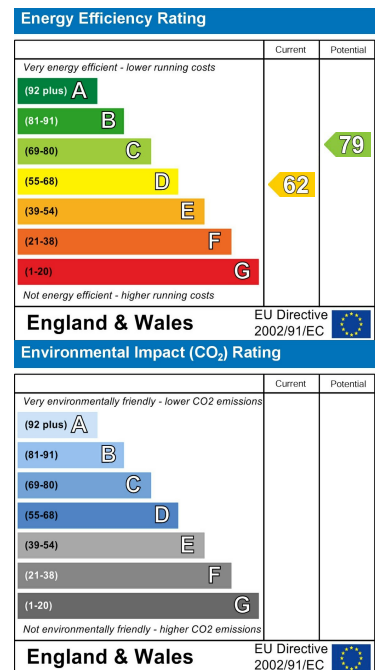 Energy Efficiency Rating
Current Potential
Very energy efficient - lower running costs
(92 plus) A
(81-91) B
(69-80) C
79
(55-68) D
62
(39-54) E
(21-38) F
(1-20) G
Not energy efficient - higher running costs
England & Wales
EU Directive
2002/91/EC
Environmental Impact (CO₂) Rating
Current Potential
Very environmentally friendly - lower CO2 emissions
(92 plus) A
(81-91) B
(69-80) C
(55-68) D
(39-54) E
(21-38) F
(1-20) G
Not environmentally friendly - higher CO2 emissions
England & Wales
EU Directive
2002/91/EC